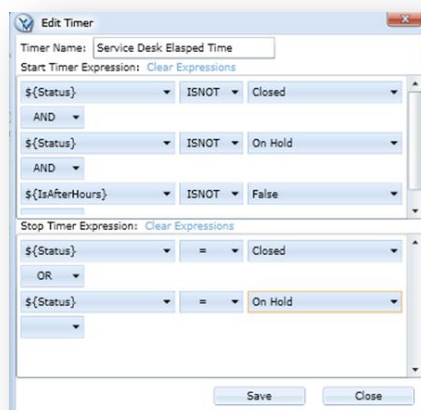 Edit Timer
Timer Name: Service Desk Elasped Time
Start Timer Expression: Clear Expressions
${Status} ISNOT Closed
AND
${Status} ISNOT On Hold
AND
${IsAfterHours} ISNOT False
Stop Timer Expression: Clear Expressions
${Status} = Closed
OR
${Status} = On Hold
Save Close